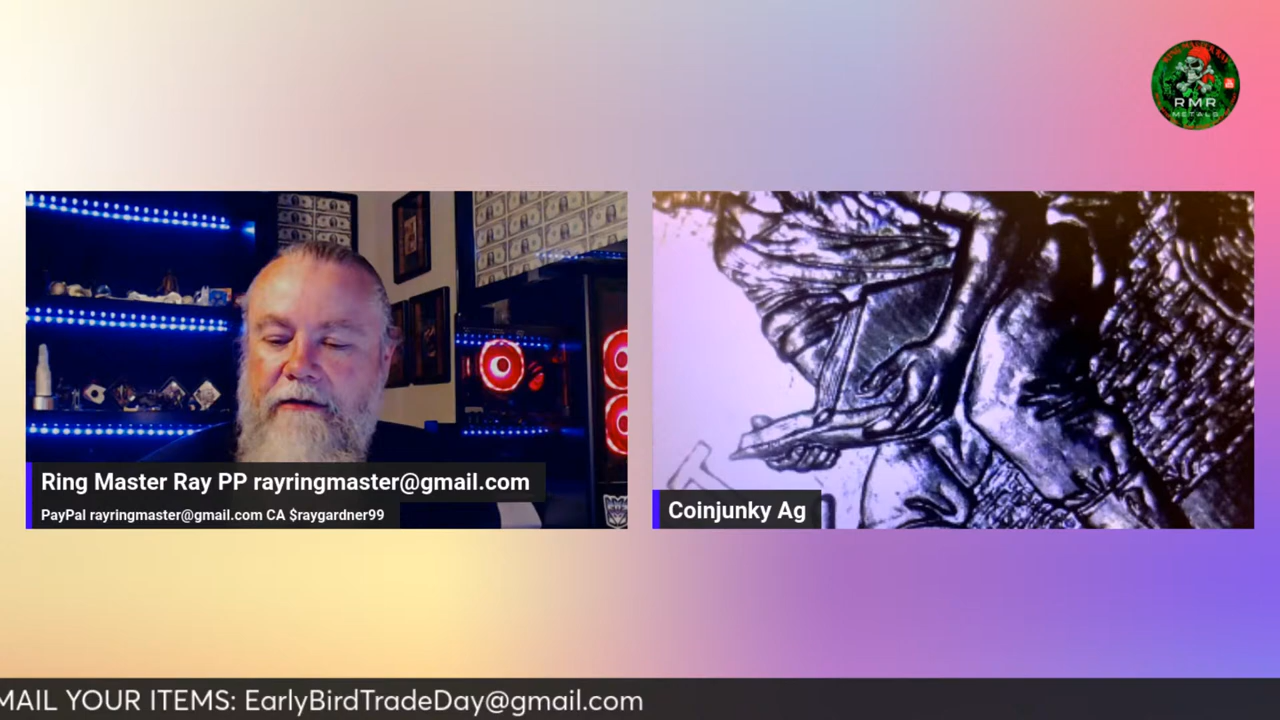 RMR
METALS
Ring Master Ray PP rayringmaster@gmail.com
PayPal rayringmaster@gmail.com CA $raygardner99
Coinjunky Ag
MAIL YOUR ITEMS: EarlyBirdTradeDay@gmail.com